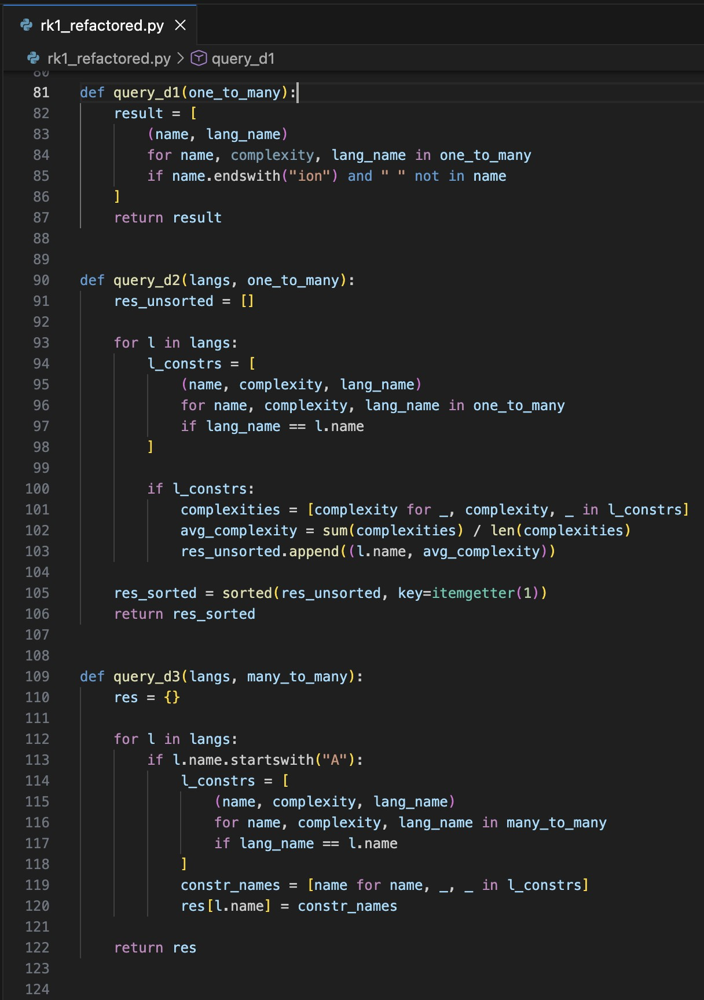 rk1_refactored.py
rk1_refactored.py > query_d1
80
81 def query_d1(one_to_many):
82     result = [
83         (name, lang_name)
84         for name, complexity, lang_name in one_to_many
85         if name.endswith("ion") and " " not in name
86     ]
87     return result
88
89
90 def query_d2(langs, one_to_many):
91     res_unsorted = []
92
93     for l in langs:
94         l_constrs = [
95             (name, complexity, lang_name)
96             for name, complexity, lang_name in one_to_many
97             if lang_name == l.name
98         ]
99
100         if l_constrs:
101             complexities = [complexity for _, complexity, _ in l_constrs]
102             avg_complexity = sum(complexities) / len(complexities)
103             res_unsorted.append((l.name, avg_complexity))
104
105     res_sorted = sorted(res_unsorted, key=itemgetter(1))
106     return res_sorted
107
108
109 def query_d3(langs, many_to_many):
110     res = {}
111
112     for l in langs:
113         if l.name.startswith("A"):
114             l_constrs = [
115                 (name, complexity, lang_name)
116                 for name, complexity, lang_name in many_to_many
117                 if lang_name == l.name
118             ]
119             constr_names = [name for name, _, _ in l_constrs]
120             res[l.name] = constr_names
121
122     return res
123
124